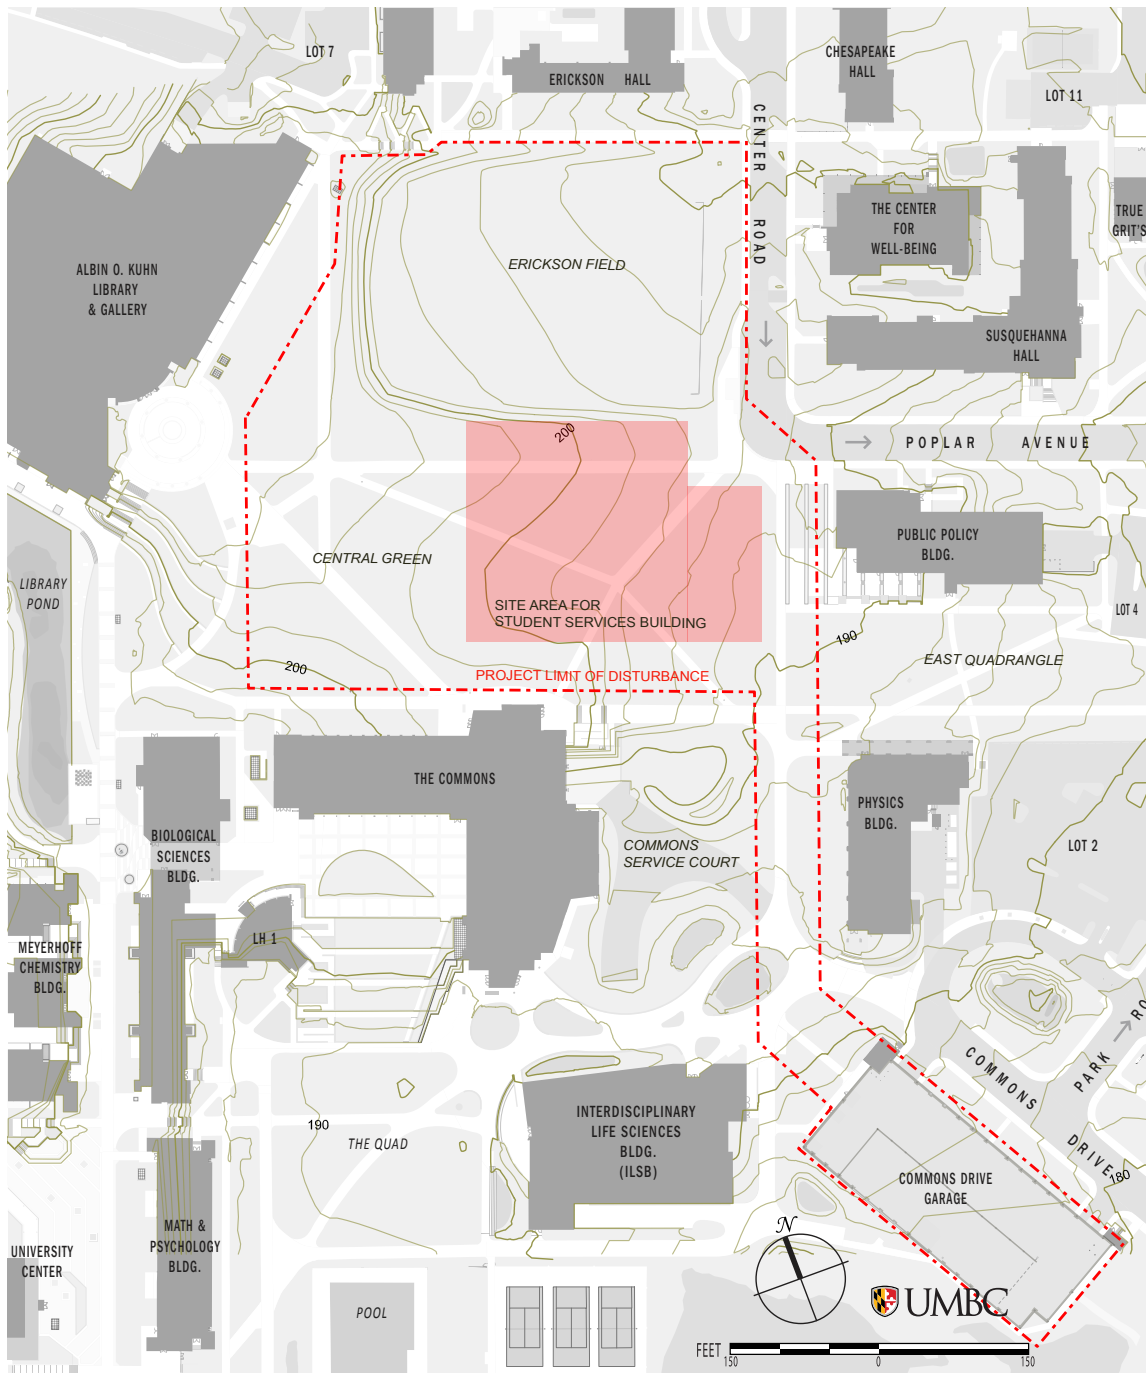 LOT 7
ERICKSON HALL
CHESAPEAKE
HALL
LOT 11
CENTER ROAD
THE CENTER
FOR
WELL-BEING
TRUE
GRIT'S
ALBIN O. KUHN
LIBRARY
& GALLERY
ERICKSON FIELD
SUSQUEHANNA
HALL
200
POPLAR AVENUE
PUBLIC POLICY
BLDG.
CENTRAL GREEN
LIBRARY
POND
SITE AREA FOR
STUDENT SERVICES BUILDING
LOT 4
190
EAST QUADRANGLE
200
PROJECT LIMIT OF DISTURBANCE
THE COMMONS
PHYSICS
BLDG.
BIOLOGICAL
SCIENCES
BLDG.
COMMONS
SERVICE COURT
LOT 2
LH 1
MEYERHOFF
CHEMISTRY
BLDG.
COMMONS DRIVE
PARK RO
INTERDISCIPLINARY
LIFE SCIENCES
BLDG.
(ILSB)
190
THE QUAD
COMMONS DRIVE
GARAGE
180
MATH &
PSYCHOLOGY
BLDG.
UNIVERSITY
CENTER
POOL
N
UMBC
FEET
150 0 150